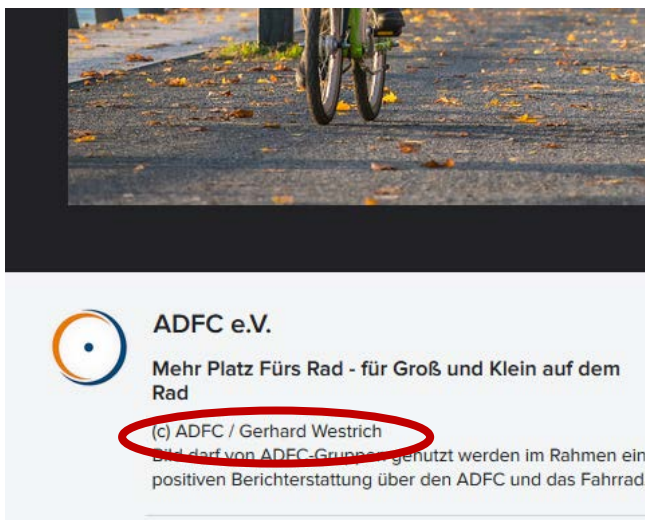 ADFC e.V.
Mehr Platz Fürs Rad - für Groß und Klein auf dem
Rad
(c) ADFC / Gerhard Westrich
Bild darf von ADFC-Gruppen genutzt werden im Rahmen ein
positiven Berichterstattung über den ADFC und das Fahrrad.